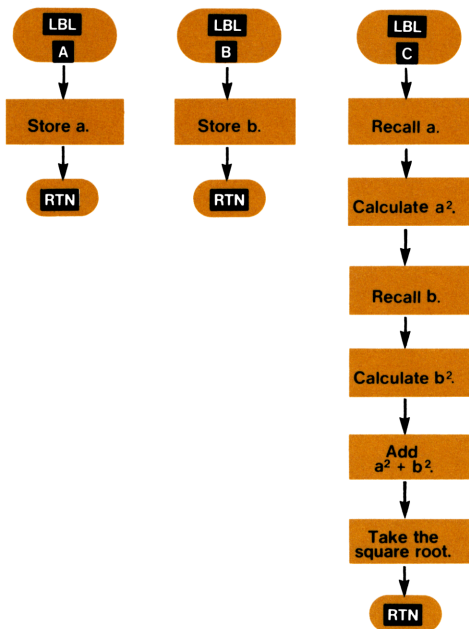 LBL
A
Store a.
RTN
LBL
B
Store b.
RTN
LBL
C
Recall a.
Calculate a².
Recall b.
Calculate b².
Add
a² + b².
Take the
square root.
RTN